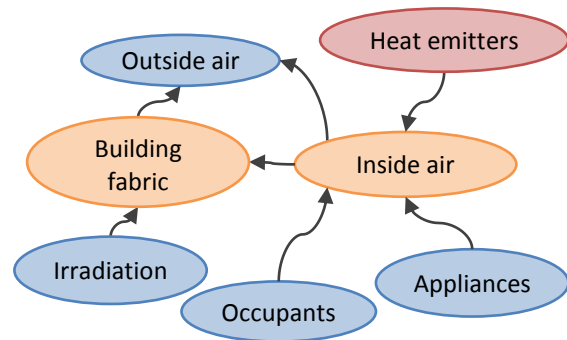 Heat emitters
Outside air
Building
fabric
Inside air
Irradiation
Appliances
Occupants